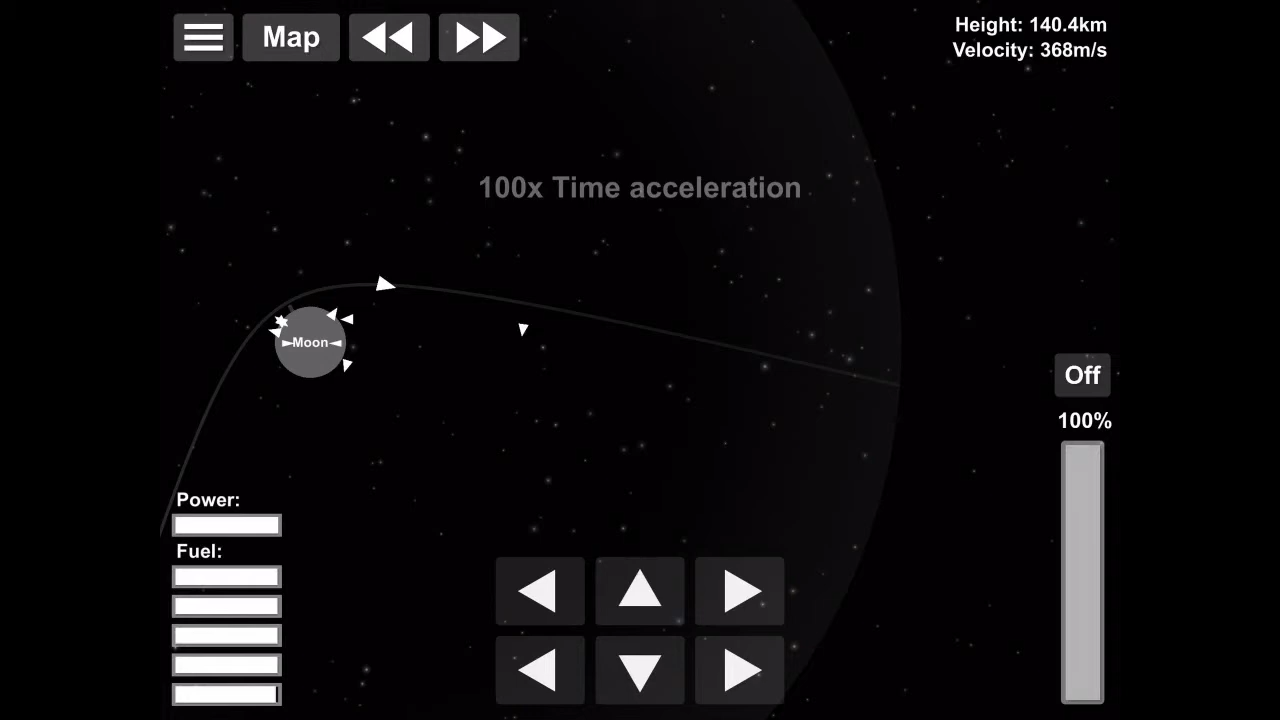 Map
Height: 140.4km
Velocity: 368m/s
100x Time acceleration
Moon
Off
100%
Power:
Fuel: